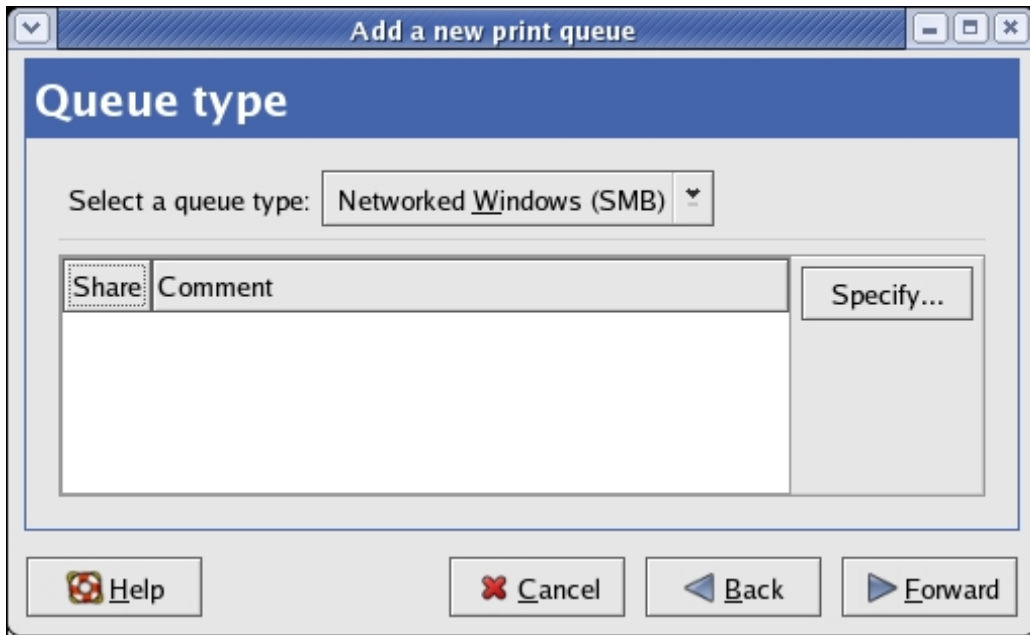 Add a new print queue
Queue type
Select a queue type: Networked Windows (SMB)
Share Comment
Specify...
Help Cancel Back Forward